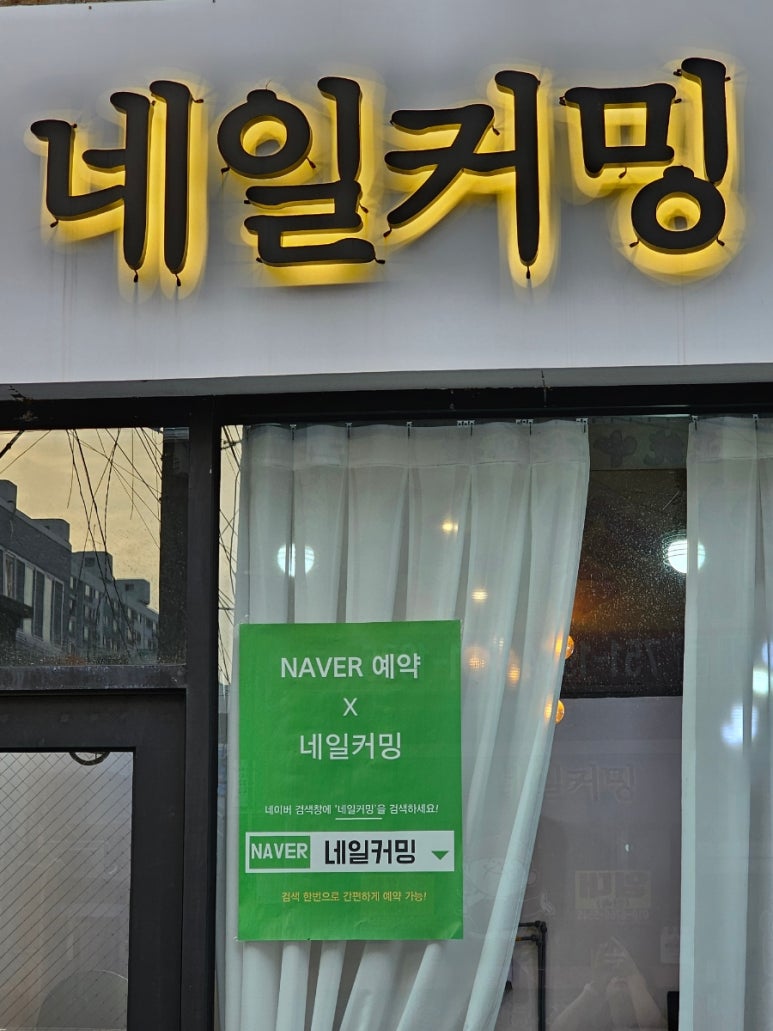 네일커밍
NAVER 예약
X
네일커밍
네이버 검색창에 '네일커밍'을 검색하세요!
NAVER 네일커밍
검색 한번으로 간편하게 예약 가능!